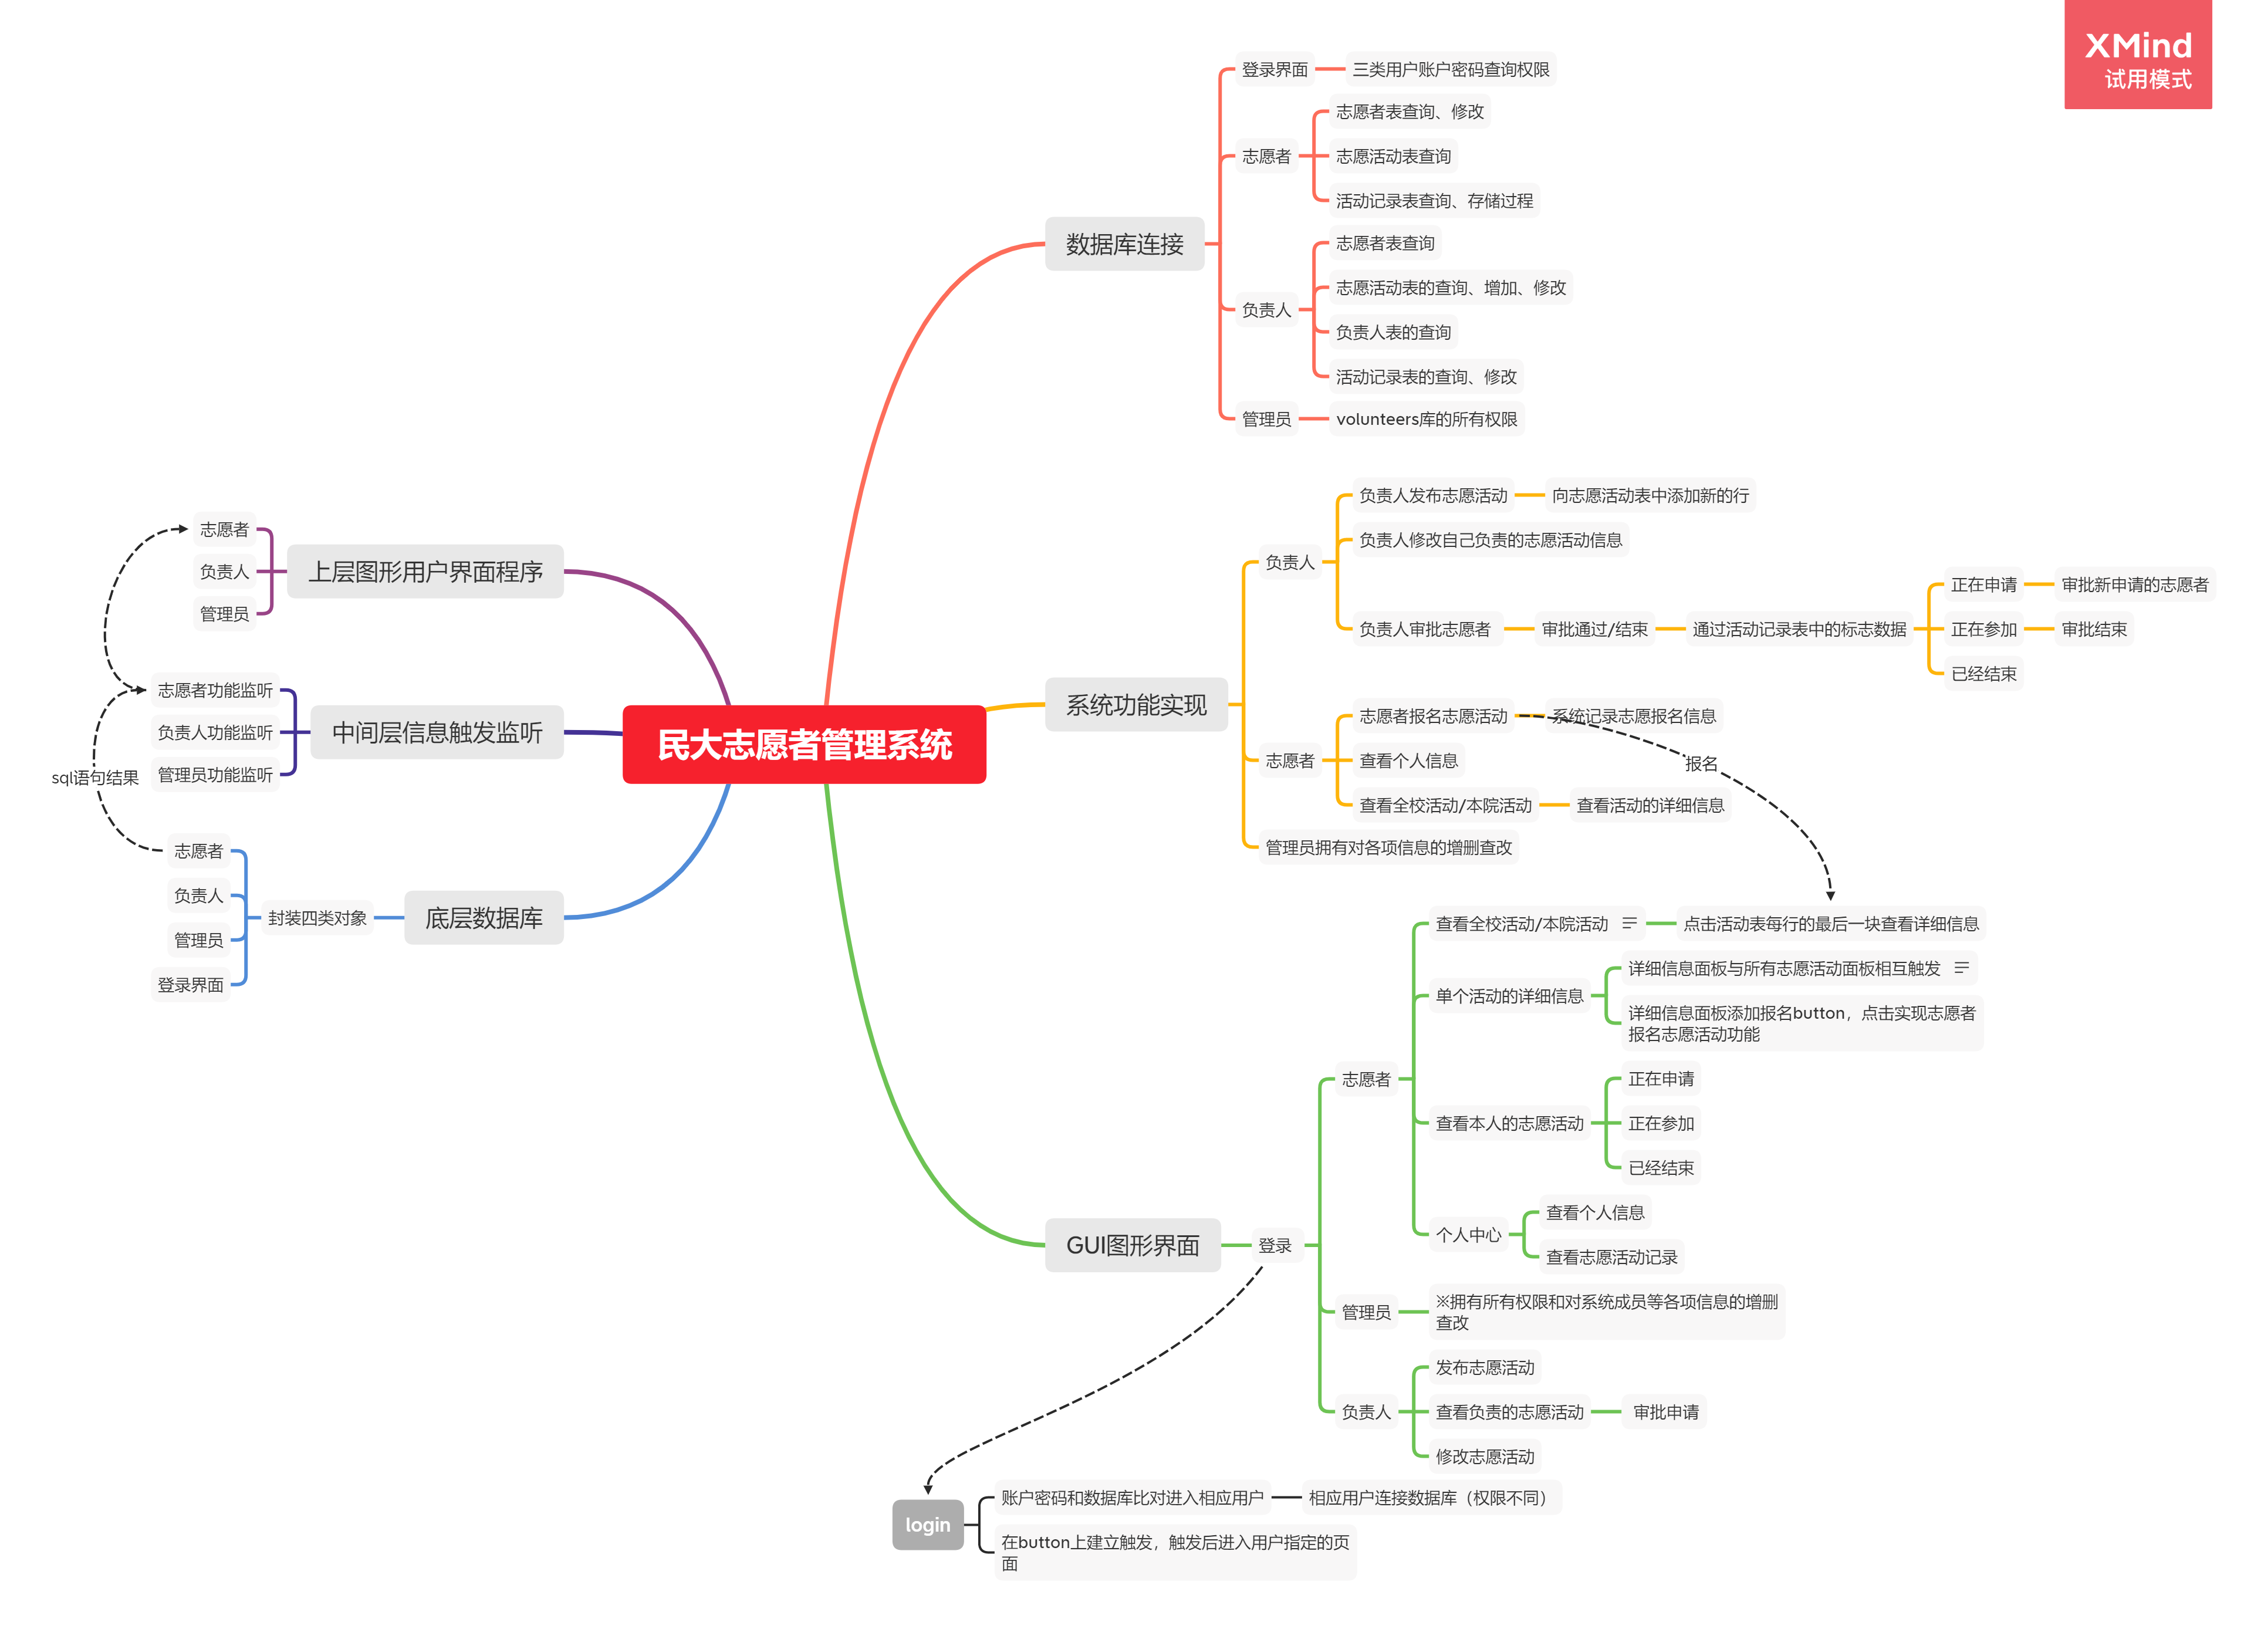 XMind
试用模式
民大志愿者管理系统
数据库连接
登录界面
三类用户账户密码查询权限
志愿者
志愿者表查询、修改
志愿活动表查询
活动记录表查询、存储过程
负责人
志愿者表查询
志愿活动表的查询、增加、修改
负责人表的查询
活动记录表的查询、修改
管理员
volunteers库的所有权限
系统功能实现
负责人
负责人发布志愿活动
向志愿活动表中添加新的行
负责人修改自己负责的志愿活动信息
负责人审批志愿者
审批通过/结束
通过活动记录表中的标志数据
正在申请
审批新申请的志愿者
正在参加
审批结束
已经结束
志愿者
志愿者报名志愿活动
系统记录志愿报名信息
报名
查看个人信息
查看全校活动/本院活动
查看活动的详细信息
管理员拥有对各项信息的增删查改
GUI图形界面
登录
志愿者
查看全校活动/本院活动
点击活动表每行的最后一块查看详细信息
单个活动的详细信息
详细信息面板与所有志愿活动面板相互触发
详细信息面板添加报名button，点击实现志愿者
报名志愿活动功能
查看本人的志愿活动
正在申请
正在参加
已经结束
个人中心
查看个人信息
查看志愿活动记录
管理员
※拥有所有权限和对系统成员等各项信息的增删
查改
负责人
发布志愿活动
查看负责的志愿活动
审批申请
修改志愿活动
login
账户密码和数据库比对进入相应用户
相应用户连接数据库（权限不同）
在button上建立触发，触发后进入用户指定的页
面
上层图形用户界面程序
志愿者
负责人
管理员
中间层信息触发监听
志愿者功能监听
负责人功能监听
管理员功能监听
sql语句结果
底层数据库
封装四类对象
志愿者
负责人
管理员
登录界面